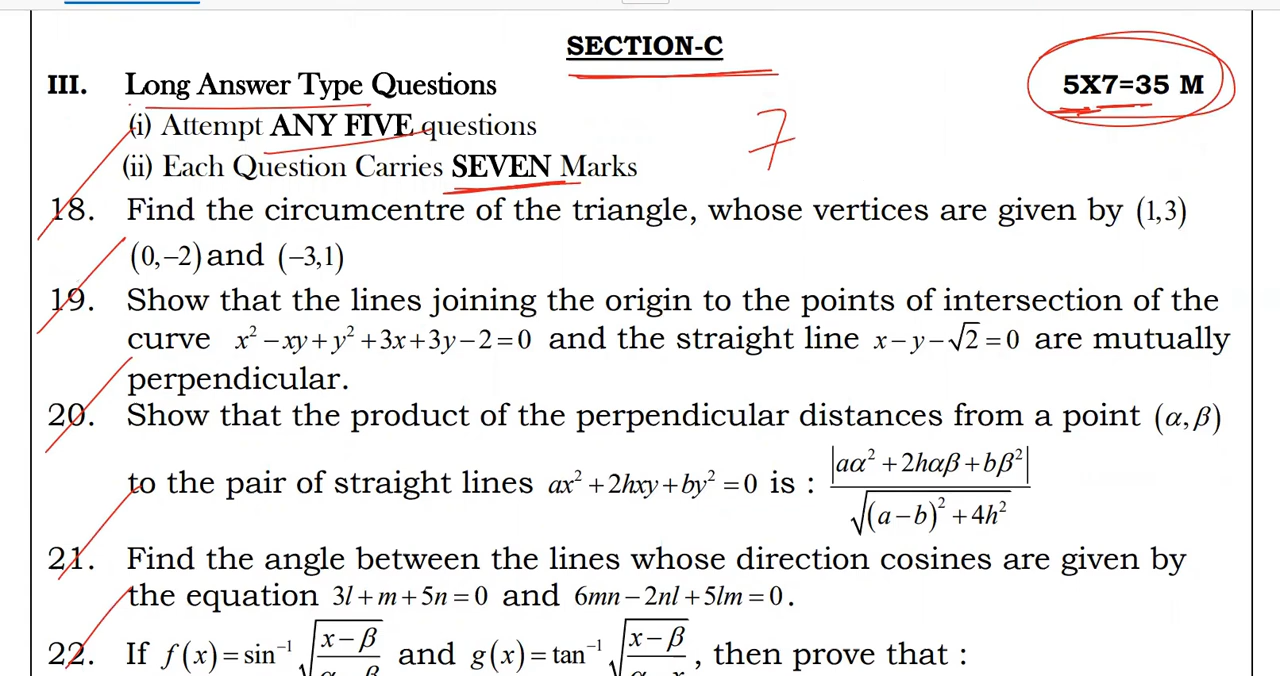 SECTION-C
III. Long Answer Type Questions 5X7=35 M
(i) Attempt ANY FIVE questions
7
(ii) Each Question Carries SEVEN Marks
18. Find the circumcentre of the triangle, whose vertices are given by (1,3)
(0,−2) and (−3,1)
19. Show that the lines joining the origin to the points of intersection of the
curve x² − xy + y² + 3x + 3y − 2 = 0 and the straight line x − y − √2 = 0 are mutually
perpendicular.
20. Show that the product of the perpendicular distances from a point (α,β)
to the pair of straight lines ax² + 2hxy + by² = 0 is : |aα² + 2hαβ + bβ²| / √((a−b)² + 4h²)
21. Find the angle between the lines whose direction cosines are given by
the equation 3l + m + 5n = 0 and 6mn − 2nl + 5lm = 0.
22. If f(x) = sin⁻¹ √(x−β / α−β) and g(x) = tan⁻¹ √(x−β / α−x), then prove that :